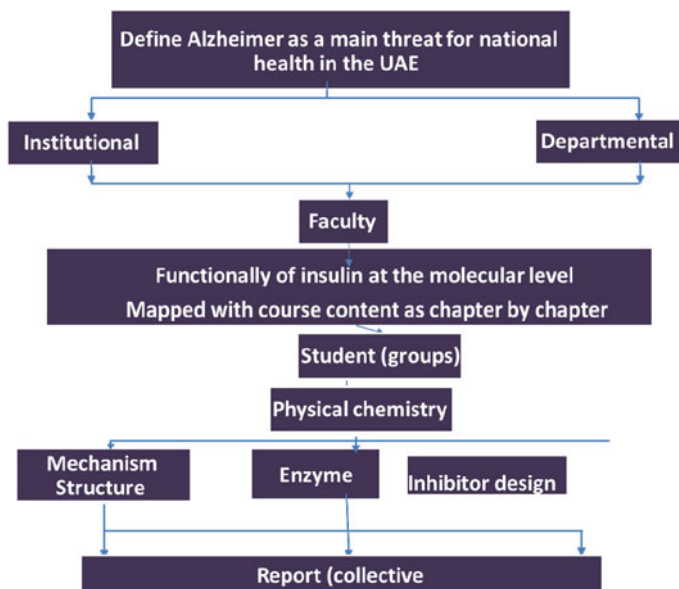 Define Alzheimer as a main threat for national
health in the UAE
Institutional
Departmental
Faculty
Functionally of insulin at the molecular level
Mapped with course content as chapter by chapter
Student (groups)
Physical chemistry
Mechanism
Structure
Enzyme
Inhibitor design
Report (collective